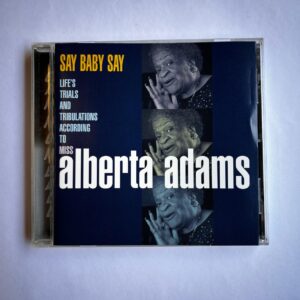 SAY BABY SAY
LIFE'S
TRIALS
AND
TRIBULATIONS
ACCORDING
TO
MISS
alberta adams